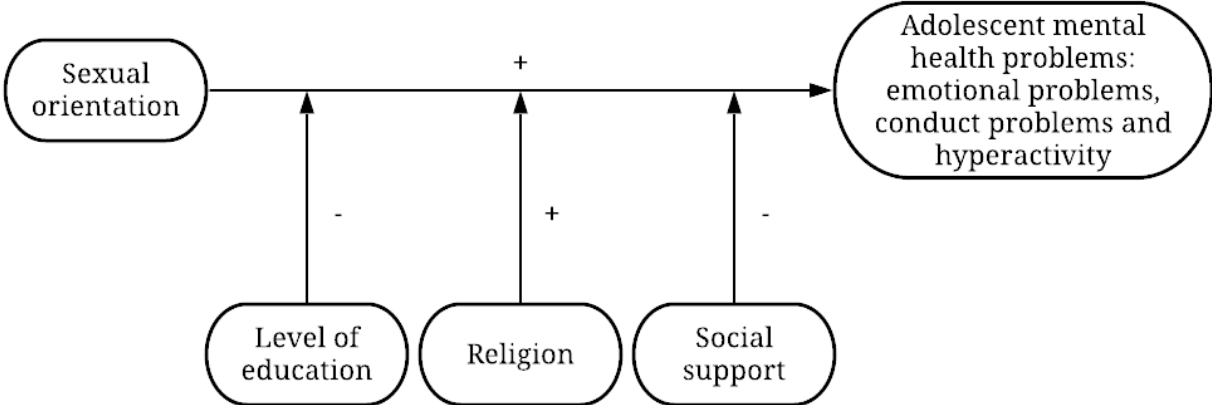 Sexual
orientation
+
Adolescent mental
health problems:
emotional problems,
conduct problems and
hyperactivity
-
+
-
Level of
education
Religion
Social
support